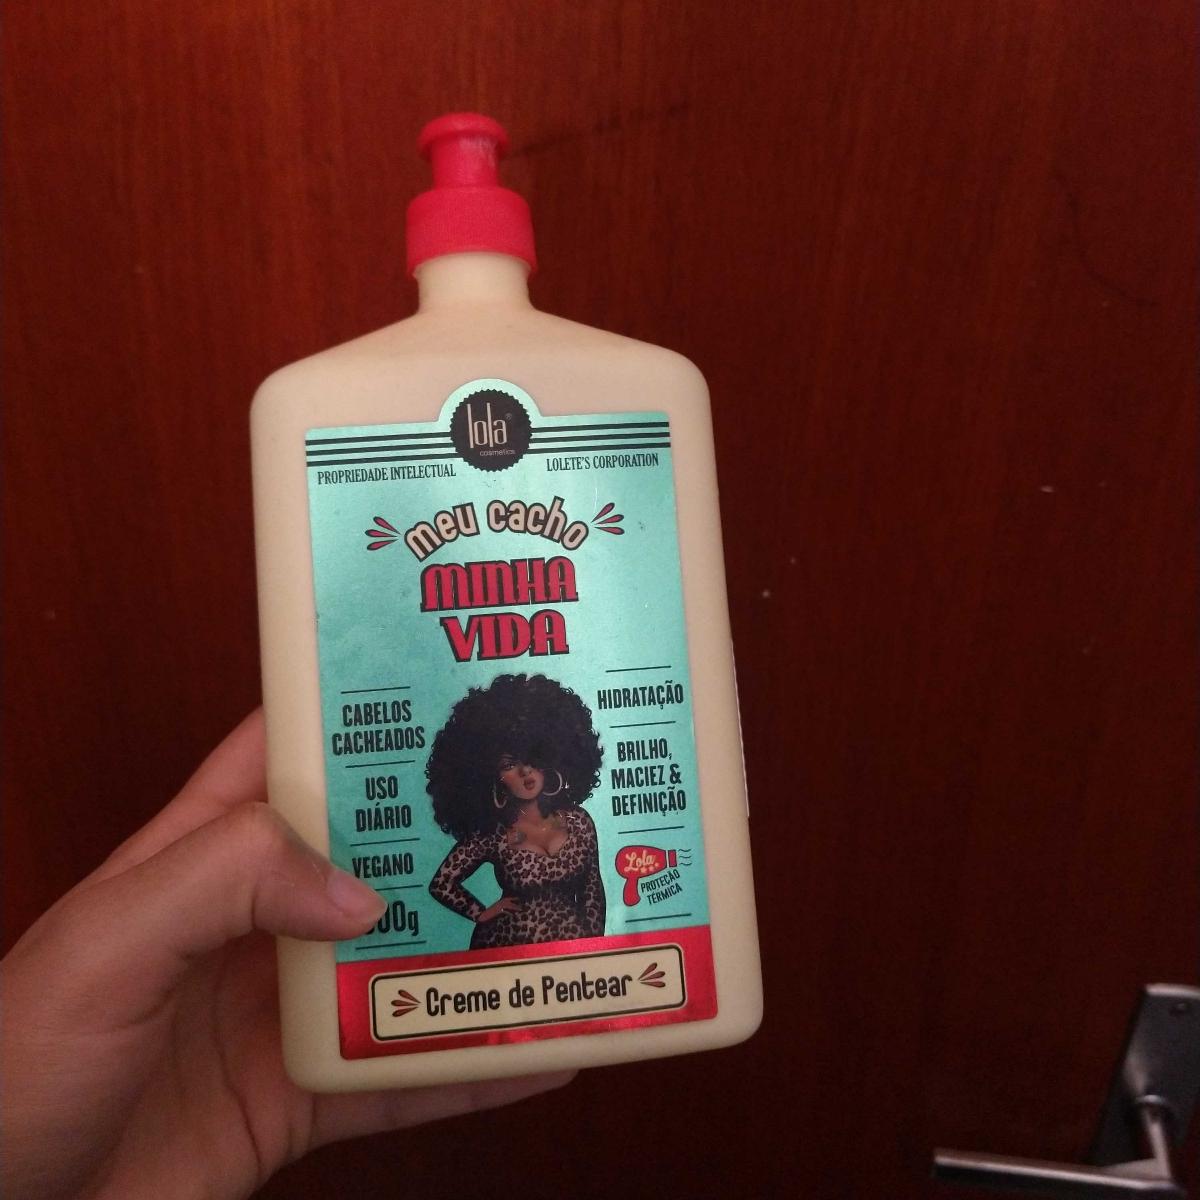 lola
cosmetics
PROPRIEDADE INTELECTUAL
LOLETE'S CORPORATION
meu cacho
MINHA
VIDA
CABELOS
CACHEADOS
USO
DIÁRIO
VEGANO
00g
HIDRATAÇÃO
BRILHO,
MACIEZ &
DEFINIÇÃO
Lola
PROTEÇÃO
TÉRMICA
Creme de Pentear